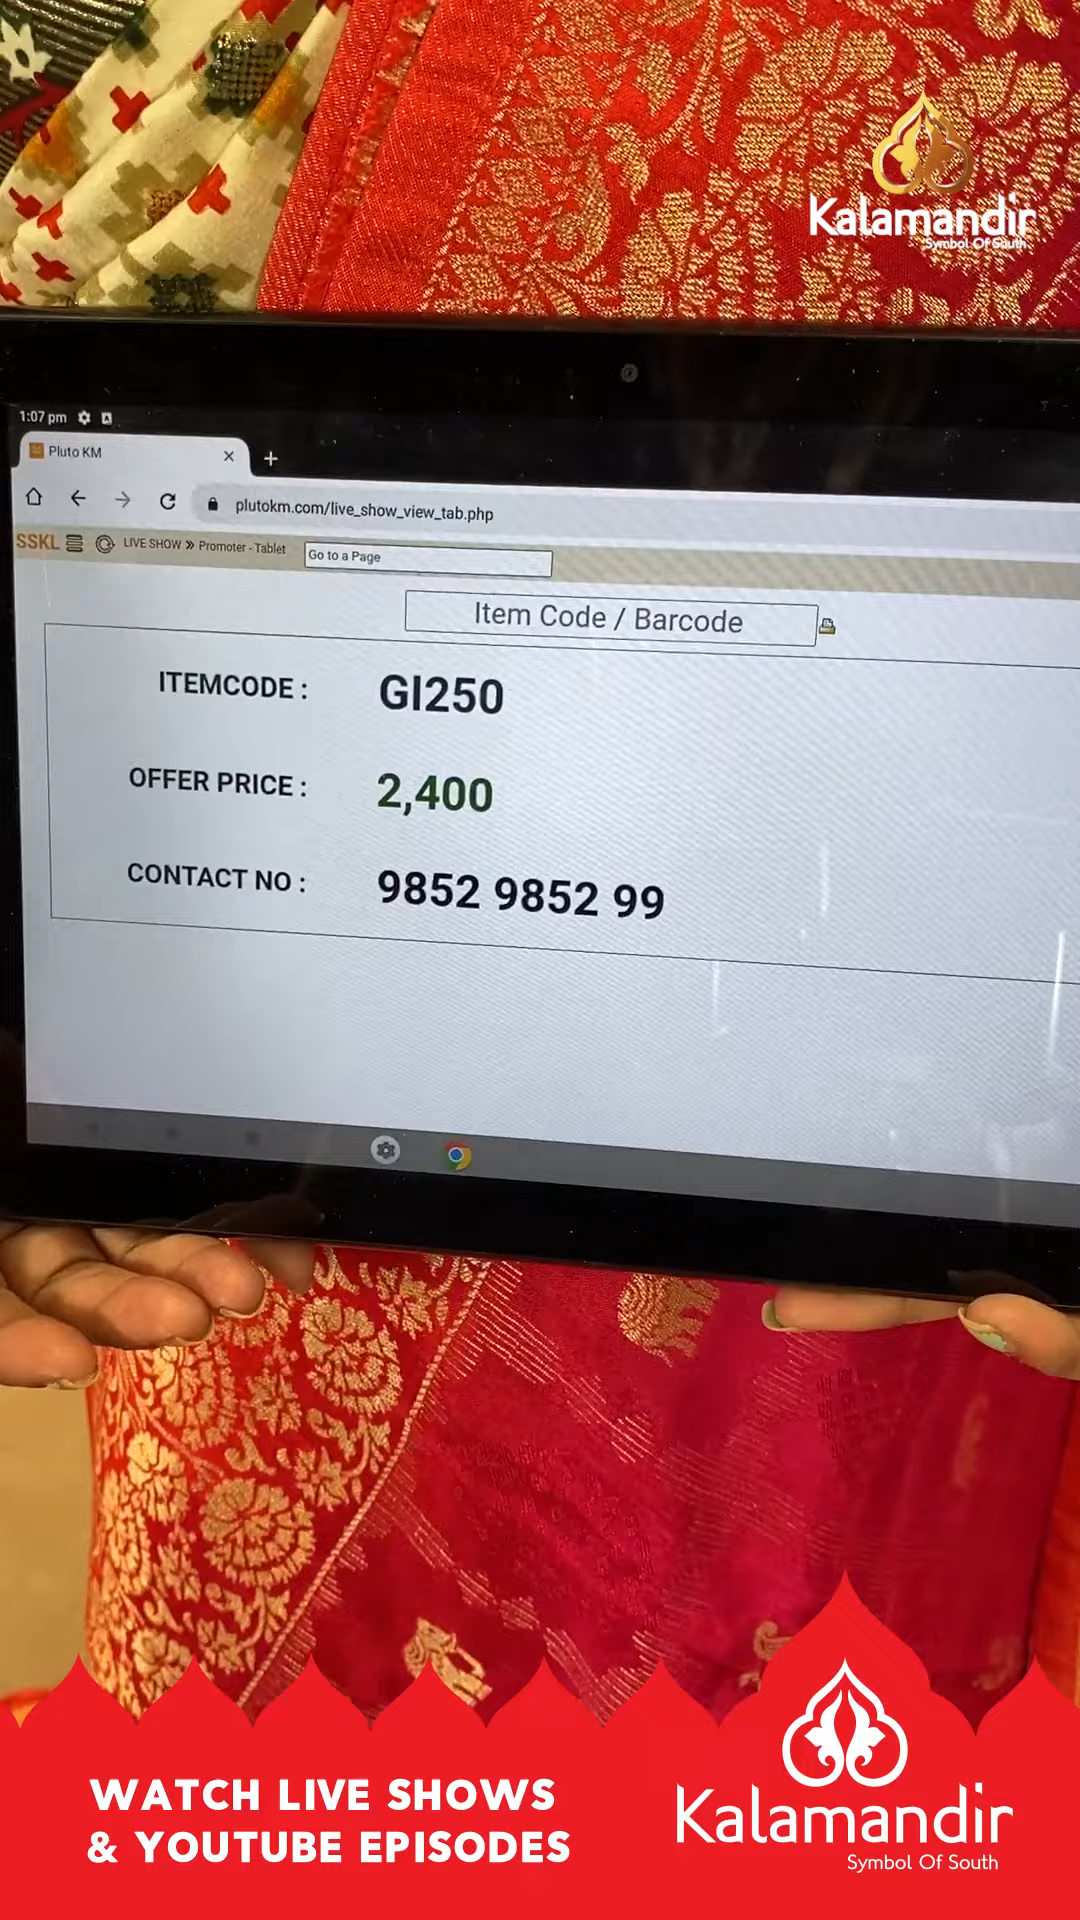 Kalamandir
Symbol Of South
1:07 pm
Pluto KM
plutokm.com/live_show_view_tab.php
SSKL
LIVE SHOW » Promoter - Tablet
Go to a Page
Item Code / Barcode
ITEMCODE : GI250
OFFER PRICE : 2,400
CONTACT NO : 9852 9852 99
WATCH LIVE SHOWS
& YOUTUBE EPISODES
Kalamandir
Symbol Of South